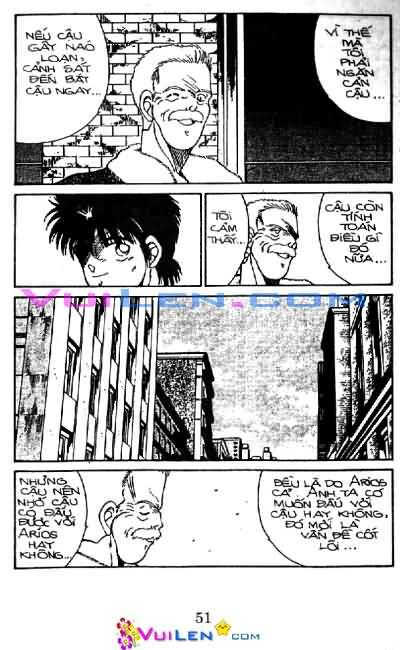 NẾU CẬU
GÂY NÁO
LOẠN,
CẢNH SÁT
ĐẾN BẮT
CẬU NGAY...
VÌ THẾ
MÀ
TÔI
PHẢI
NGĂN
CẢN
CẬU...
TÔI
CẢM
THẤY...
CẬU CÒN
TÍNH
TOÁN
ĐIỀU GÌ
ĐÓ
NỮA...
VUILEN.COM
NHƯNG
CẬU NÊN
NHỚ CẬU
CÓ ĐẤU
ĐƯỢC VỚI
ARIOS
HAY
KHÔNG...
ĐỀU LÀ DO ARIOS
CẢ. ANH TA CÓ
MUỐN ĐẤU VỚI
CẬU HAY KHÔNG,
ĐÓ MỚI LÀ
VẤN ĐỀ CỐT
LÕI...
51
VUILEN.COM